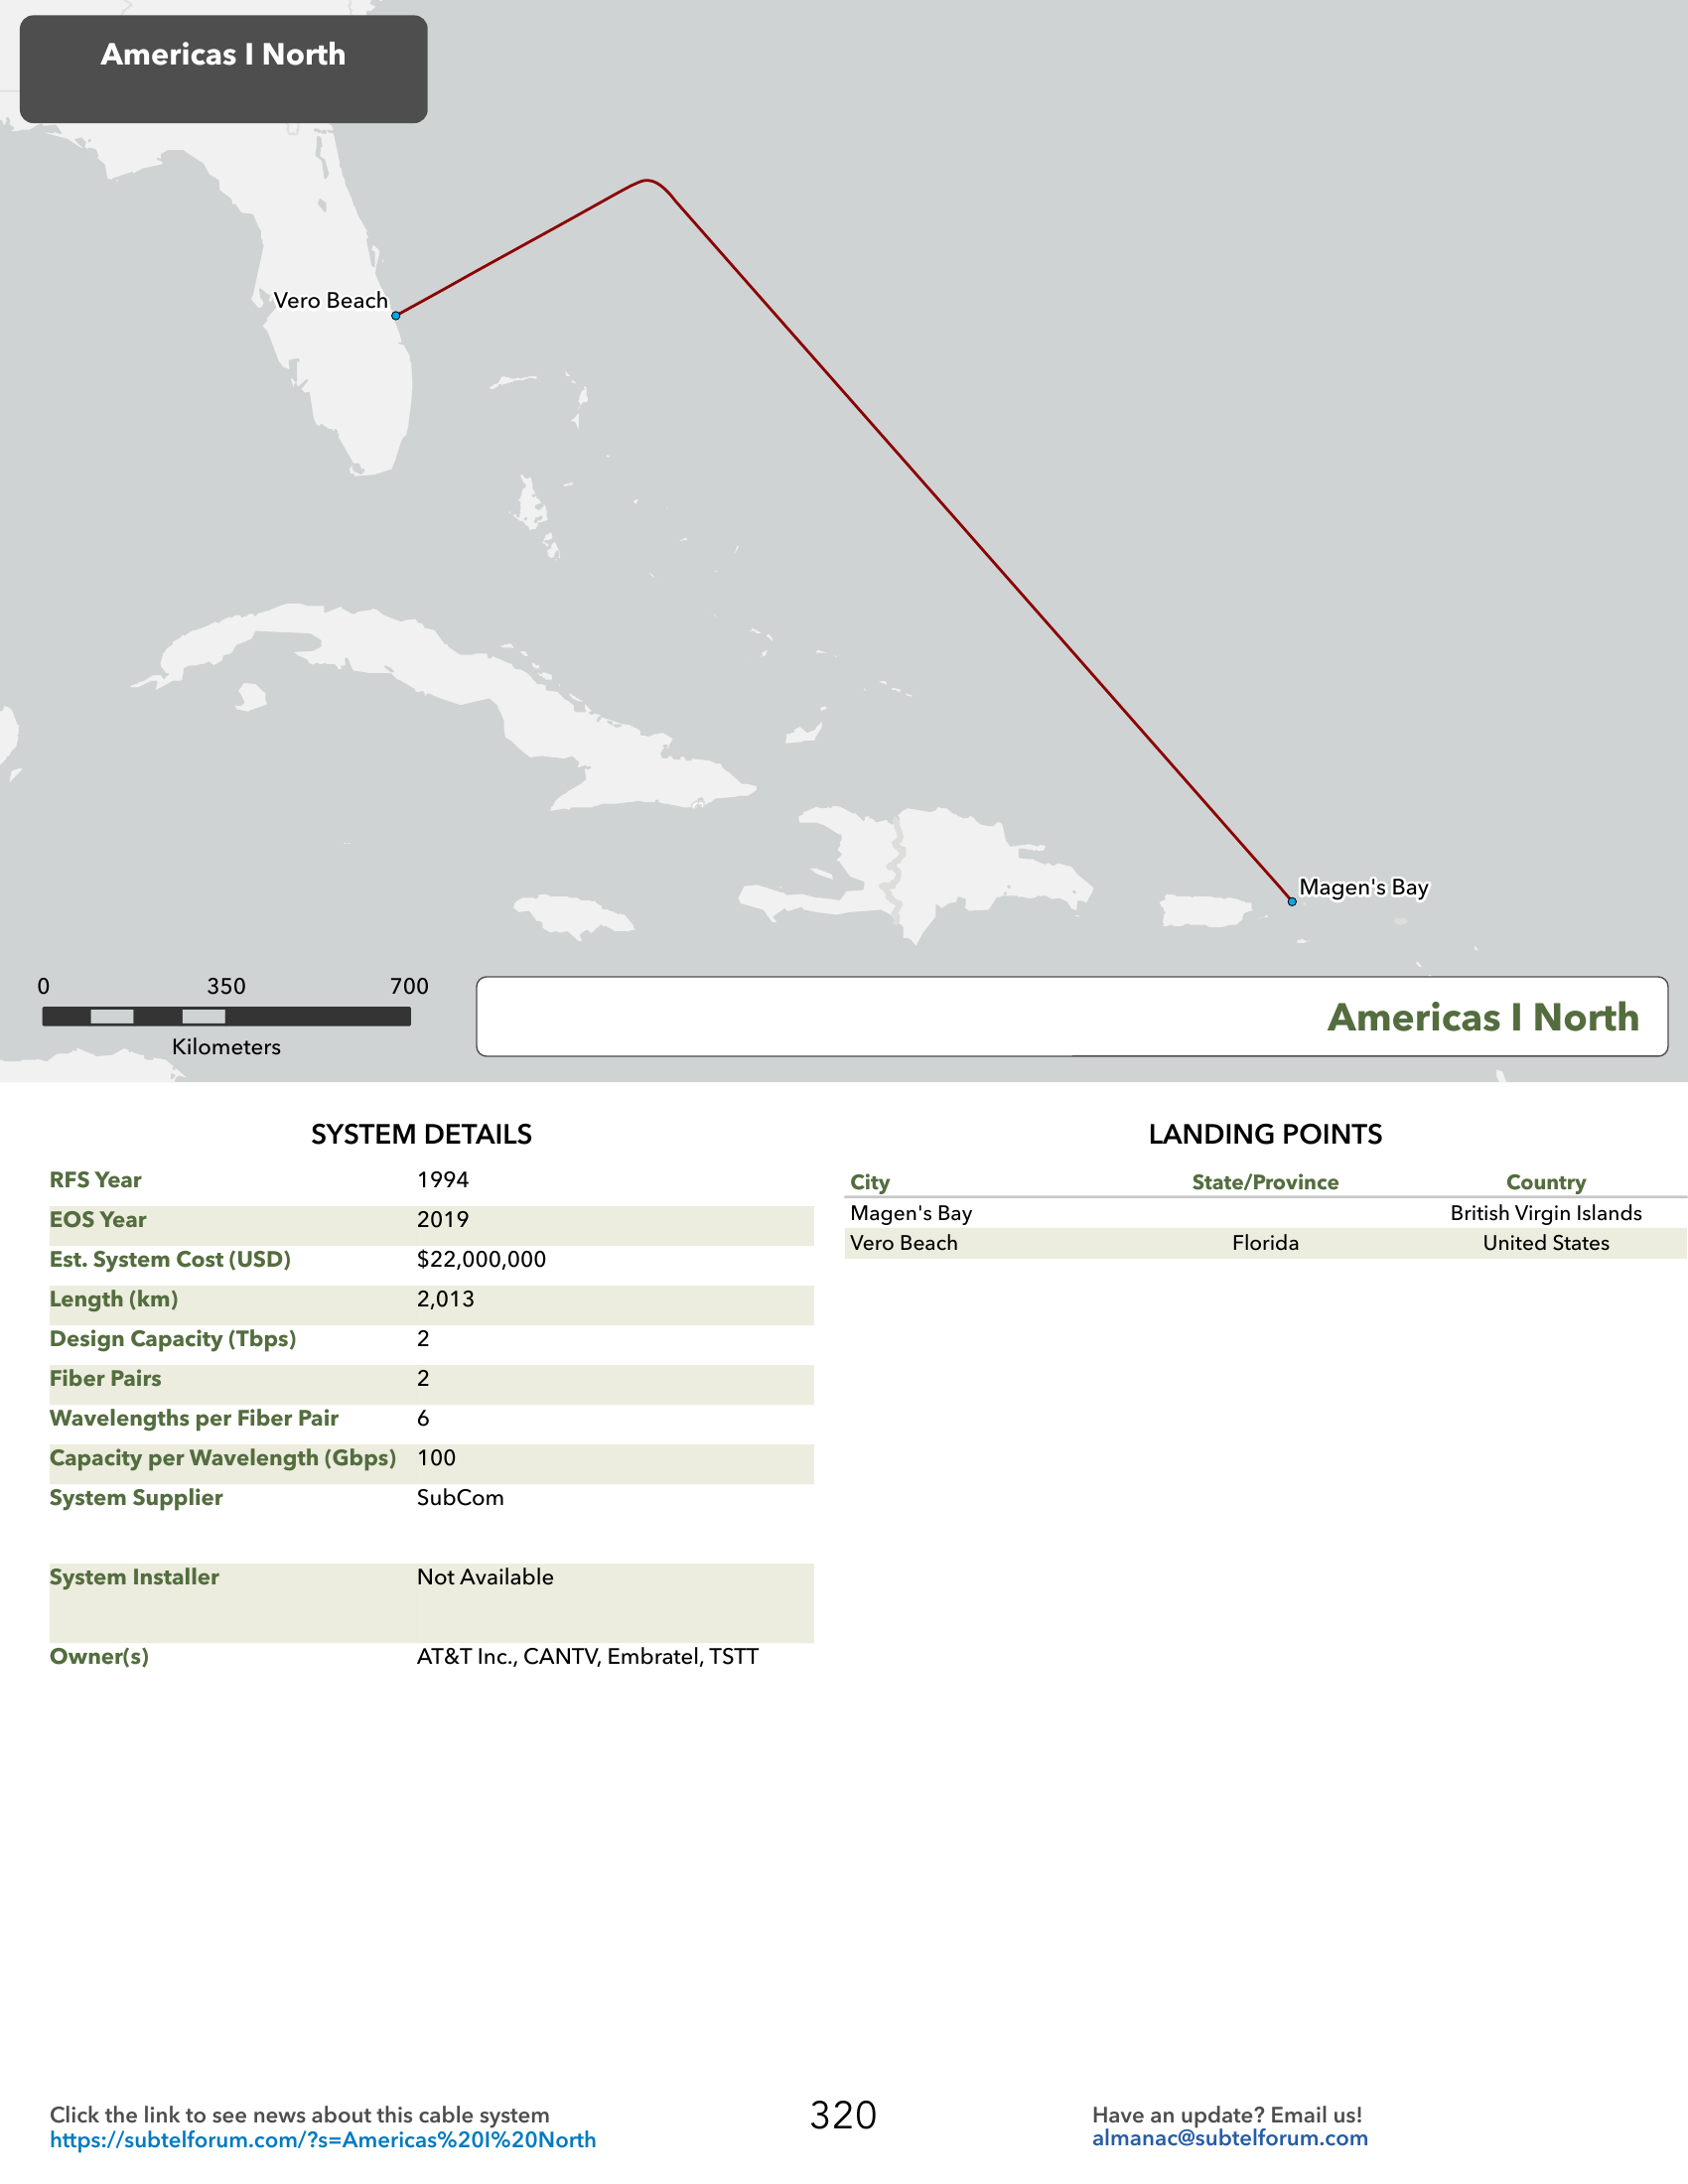 Americas I North
Vero Beach
Magen's Bay
0 350 700
Kilometers
Americas I North
SYSTEM DETAILS
RFS Year 1994
EOS Year 2019
Est. System Cost (USD) $22,000,000
Length (km) 2,013
Design Capacity (Tbps) 2
Fiber Pairs 2
Wavelengths per Fiber Pair 6
Capacity per Wavelength (Gbps) 100
System Supplier SubCom
System Installer Not Available
Owner(s) AT&T Inc., CANTV, Embratel, TSTT
LANDING POINTS
City State/Province Country
Magen's Bay British Virgin Islands
Vero Beach Florida United States
Click the link to see news about this cable system
https://subtelforum.com/?s=Americas%20I%20North
320
Have an update? Email us!
almanac@subtelforum.com